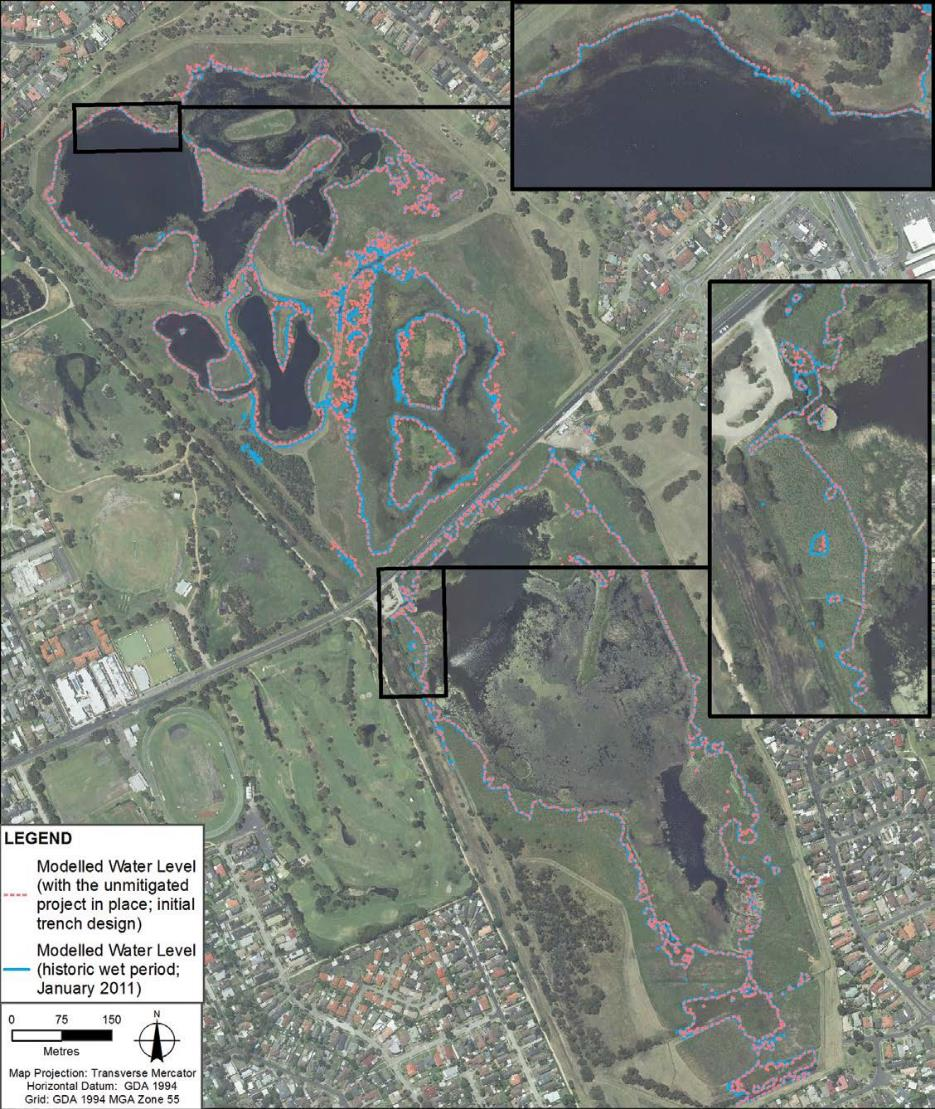 LEGEND
Modelled Water Level
(with the unmitigated
project in place; initial
trench design)
Modelled Water Level
(historic wet period;
January 2011)
0 75 150
Metres
N
Map Projection: Transverse Mercator
Horizontal Datum: GDA 1994
Grid: GDA 1994 MGA Zone 55